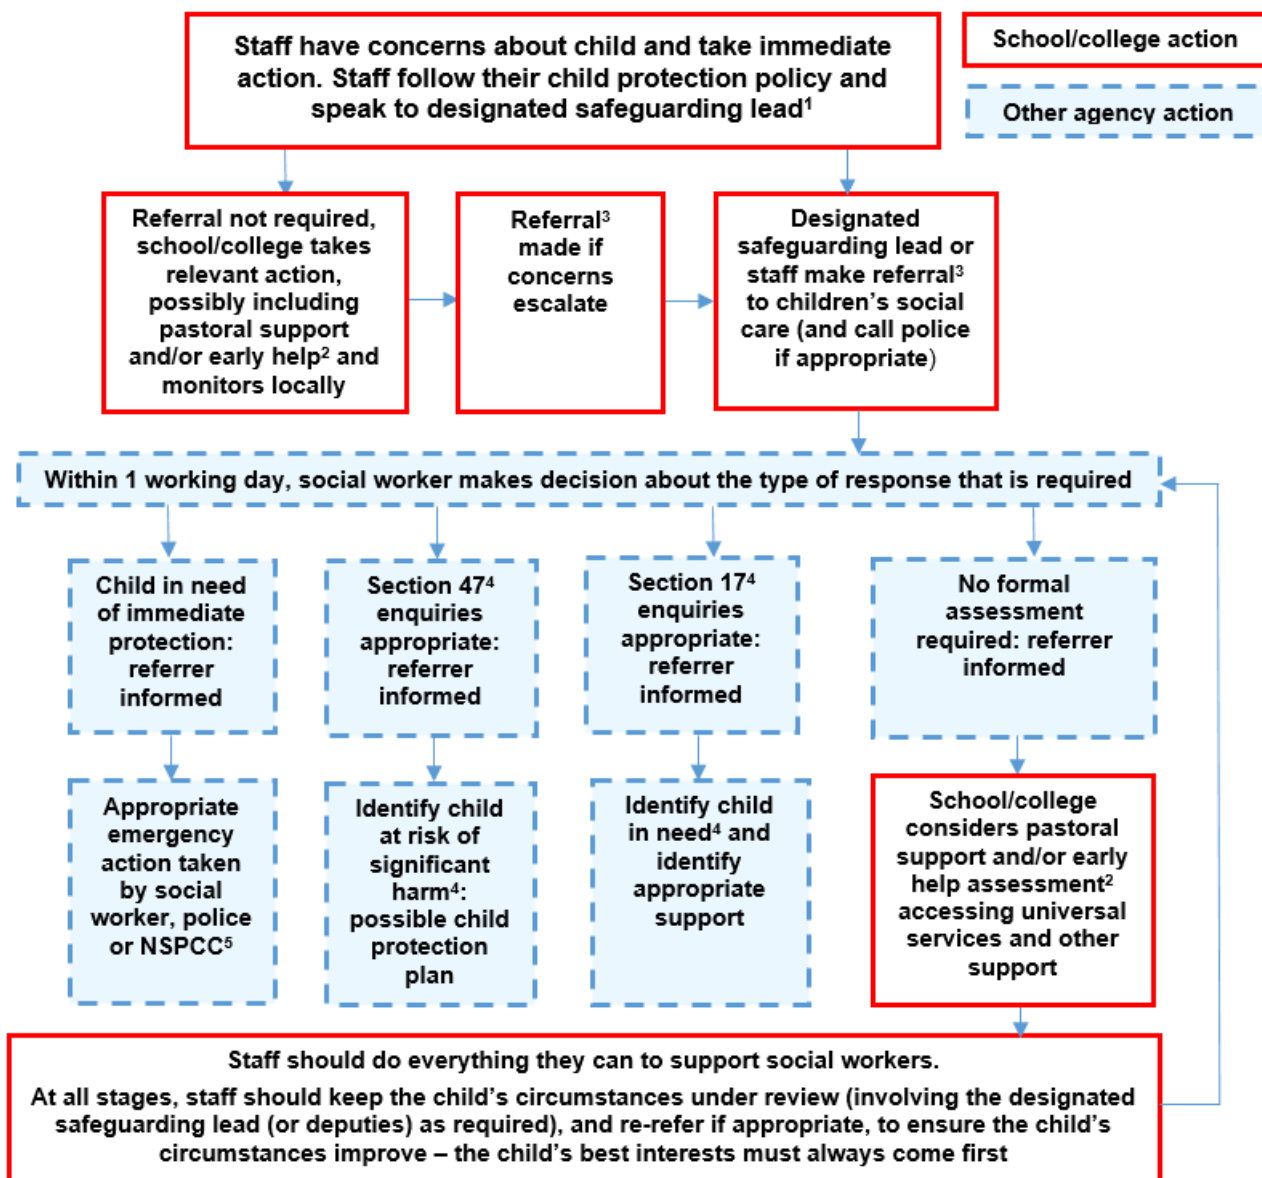 Staff have concerns about child and take immediate
action. Staff follow their child protection policy and
speak to designated safeguarding lead¹
School/college action
Other agency action
Referral not required,
school/college takes
relevant action,
possibly including
pastoral support
and/or early help² and
monitors locally
Referral³
made if
concerns
escalate
Designated
safeguarding lead or
staff make referral³
to children’s social
care (and call police
if appropriate)
Within 1 working day, social worker makes decision about the type of response that is required
Child in need
of immediate
protection:
referrer
informed
Section 47⁴
enquiries
appropriate:
referrer
informed
Section 17⁴
enquiries
appropriate:
referrer
informed
No formal
assessment
required: referrer
informed
Appropriate
emergency
action taken
by social
worker, police
or NSPCC⁵
Identify child
at risk of
significant
harm⁴:
possible child
protection
plan
Identify child
in need⁴ and
identify
appropriate
support
School/college
considers pastoral
support and/or early
help assessment²
accessing universal
services and other
support
Staff should do everything they can to support social workers.
At all stages, staff should keep the child’s circumstances under review (involving the designated
safeguarding lead (or deputies) as required), and re-refer if appropriate, to ensure the child’s
circumstances improve – the child’s best interests must always come first